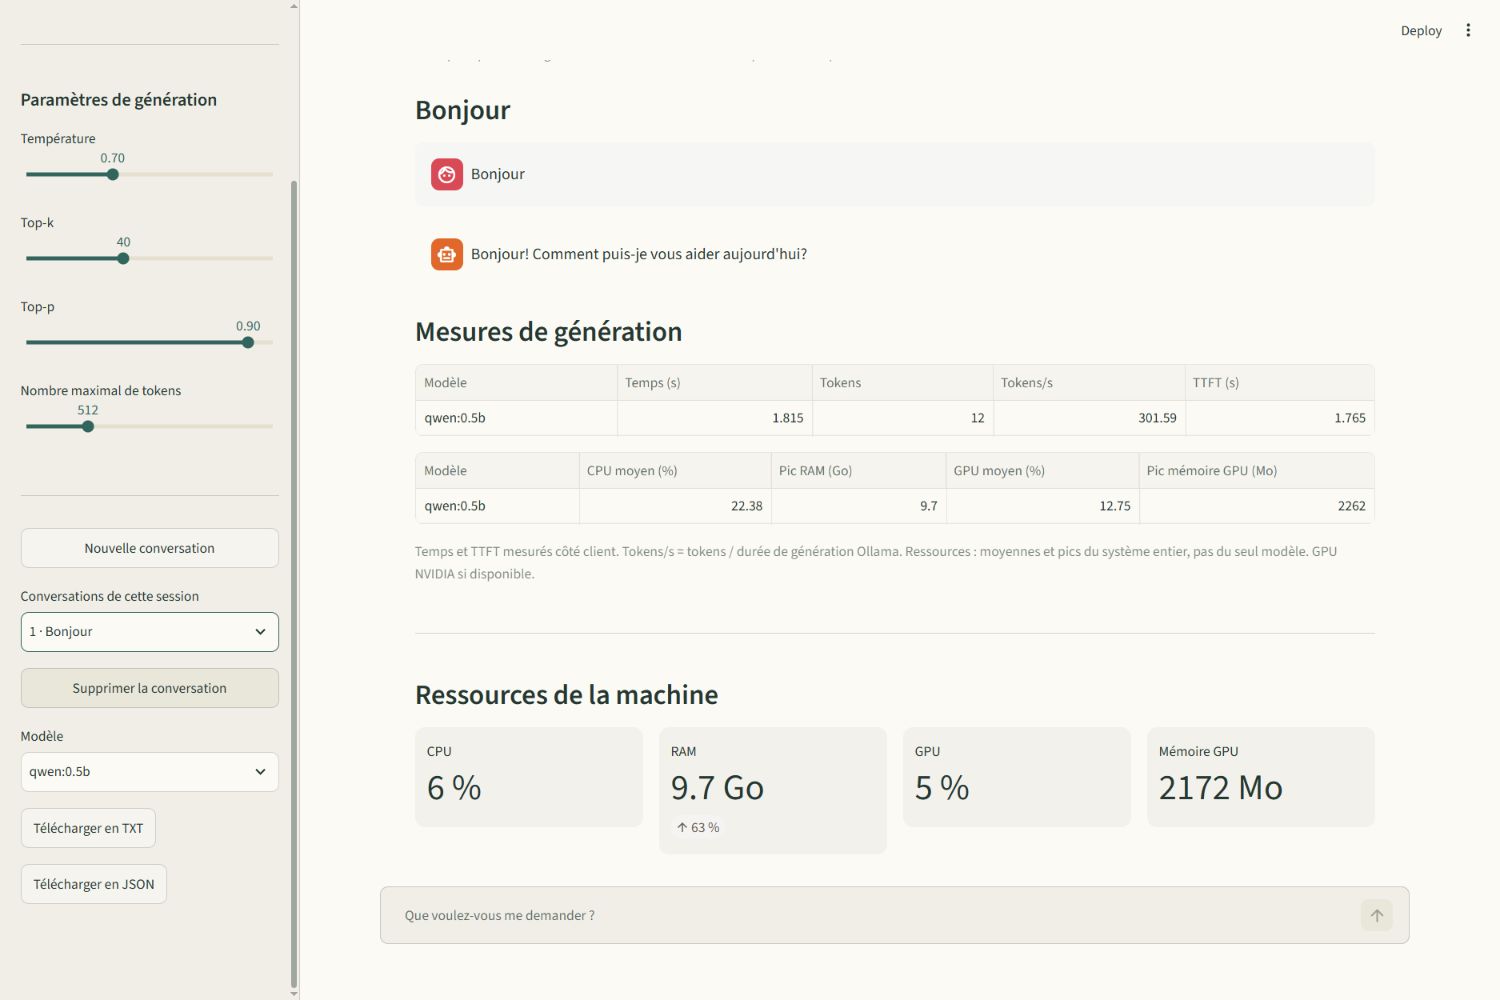 Paramètres de génération
Température
0.70
Top-k
40
Top-p
0.90
Nombre maximal de tokens
512
Nouvelle conversation
Conversations de cette session
1 · Bonjour
Supprimer la conversation
Modèle
qwen:0.5b
Télécharger en TXT
Télécharger en JSON
Deploy
Bonjour
Bonjour
Bonjour! Comment puis-je vous aider aujourd'hui?
Mesures de génération
Modèle Temps (s) Tokens Tokens/s TTFT (s)
qwen:0.5b 1.815 12 301.59 1.765
Modèle CPU moyen (%) Pic RAM (Go) GPU moyen (%) Pic mémoire GPU (Mo)
qwen:0.5b 22.38 9.7 12.75 2262
Temps et TTFT mesurés côté client. Tokens/s = tokens / durée de génération Ollama. Ressources : moyennes et pics du système entier, pas du seul modèle. GPU
NVIDIA si disponible.
Ressources de la machine
CPU
6 %
RAM
9.7 Go
↑ 63 %
GPU
5 %
Mémoire GPU
2172 Mo
Que voulez-vous me demander ?